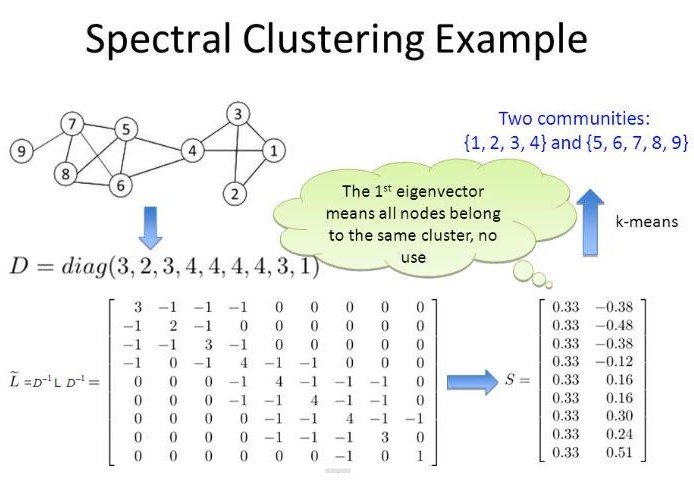 Spectral Clustering Example
3
7
5
9
4
1
8
6
2
Two communities:
{1, 2, 3, 4} and {5, 6, 7, 8, 9}
The 1st eigenvector
means all nodes belong
to the same cluster, no
use
k-means
D = diag(3, 2, 3, 4, 4, 4, 4, 3, 1)
L̃ =D⁻¹ L D⁻¹ =
3 −1 −1 −1 0 0 0 0 0
−1 2 −1 0 0 0 0 0 0
−1 −1 3 −1 0 0 0 0 0
−1 0 −1 4 −1 −1 0 0 0
0 0 0 −1 4 −1 −1 −1 0
0 0 0 −1 −1 4 −1 −1 0
0 0 0 0 −1 −1 4 −1 −1
0 0 0 0 −1 −1 −1 3 0
0 0 0 0 0 0 −1 0 1
S =
0.33 −0.38
0.33 −0.48
0.33 −0.38
0.33 −0.12
0.33 0.16
0.33 0.16
0.33 0.30
0.33 0.24
0.33 0.51